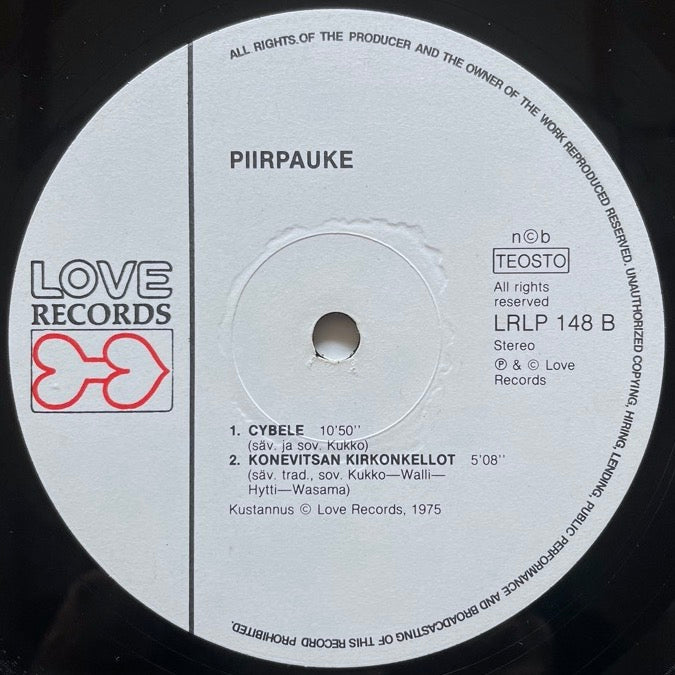 ALL RIGHTS OF THE PRODUCER AND THE OWNER OF THE WORK REPRODUCED RESERVED. UNAUTHORIZED COPYING, HIRING, LENDING, PUBLIC PERFORMANCE AND BROADCASTING OF THIS RECORD PROHIBITED.
PIIRPAUKE
LOVE
RECORDS
n©b
TEOSTO
All rights
reserved
LRLP 148 B
Stereo
℗ & © Love
Records
1. CYBELE 10'50''
(säv. ja sov. Kukko)
2. KONEVITSAN KIRKONKELLOT 5'08''
(säv. trad., sov. Kukko—Walli—
Hytti—Wasama)
Kustannus © Love Records, 1975